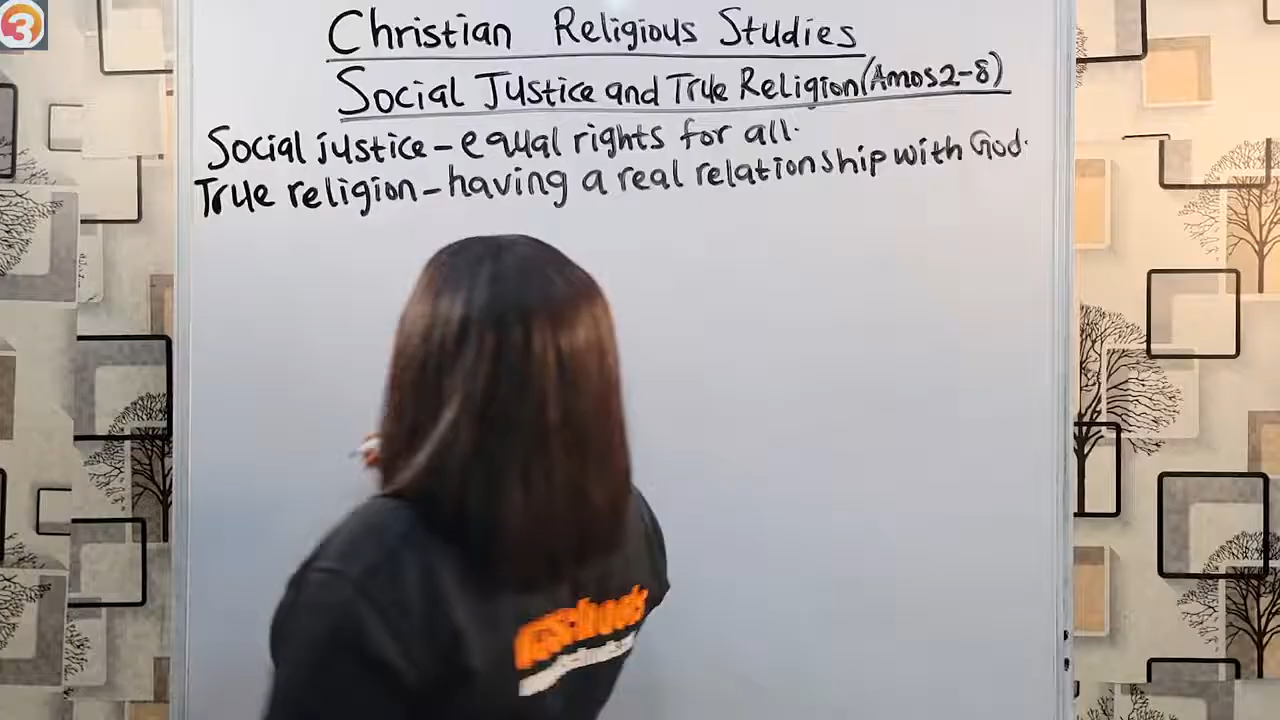 3
Christian Religious Studies
Social Justice and True Religion (Amos 2-8)
Social justice - equal rights for all.
True religion - having a real relationship with God.